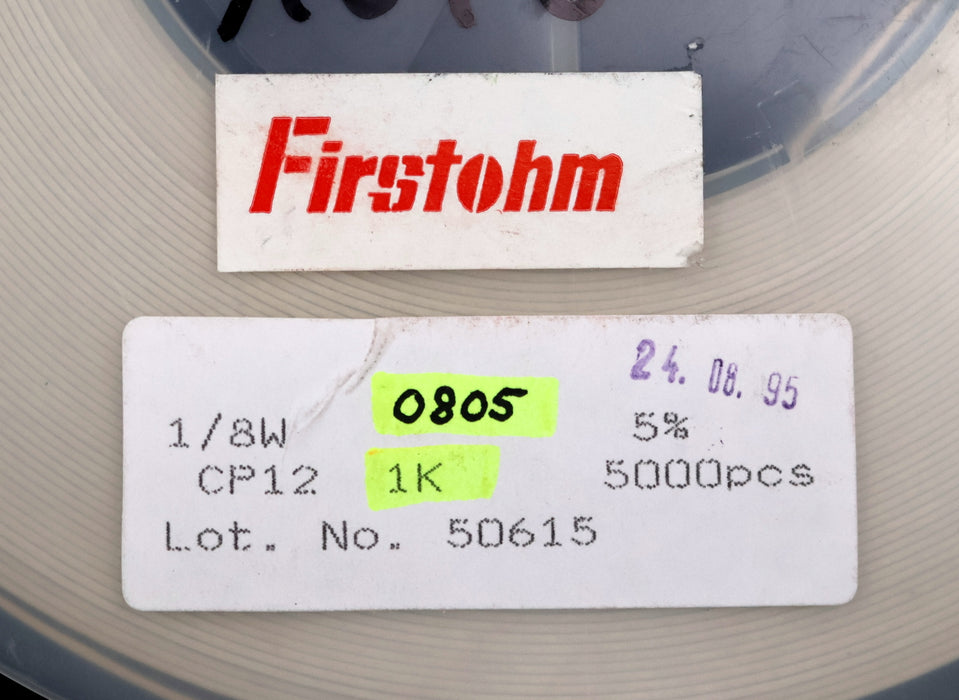 Firstohm
24. 08. 95
0805
1/8W 5%
CP12 1K 5000pcs
Lot. No. 50615